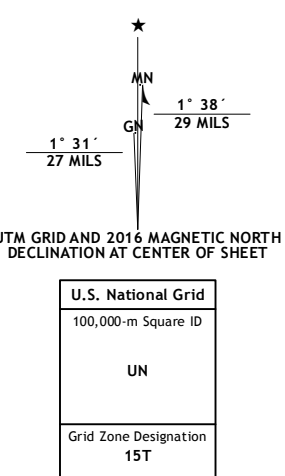 ★
MN
1° 38´
29 MILS
GN
1° 31´
27 MILS
UTM GRID AND 2016 MAGNETIC NORTH
DECLINATION AT CENTER OF SHEET
U.S. National Grid
100,000-m Square ID
UN
Grid Zone Designation
15T